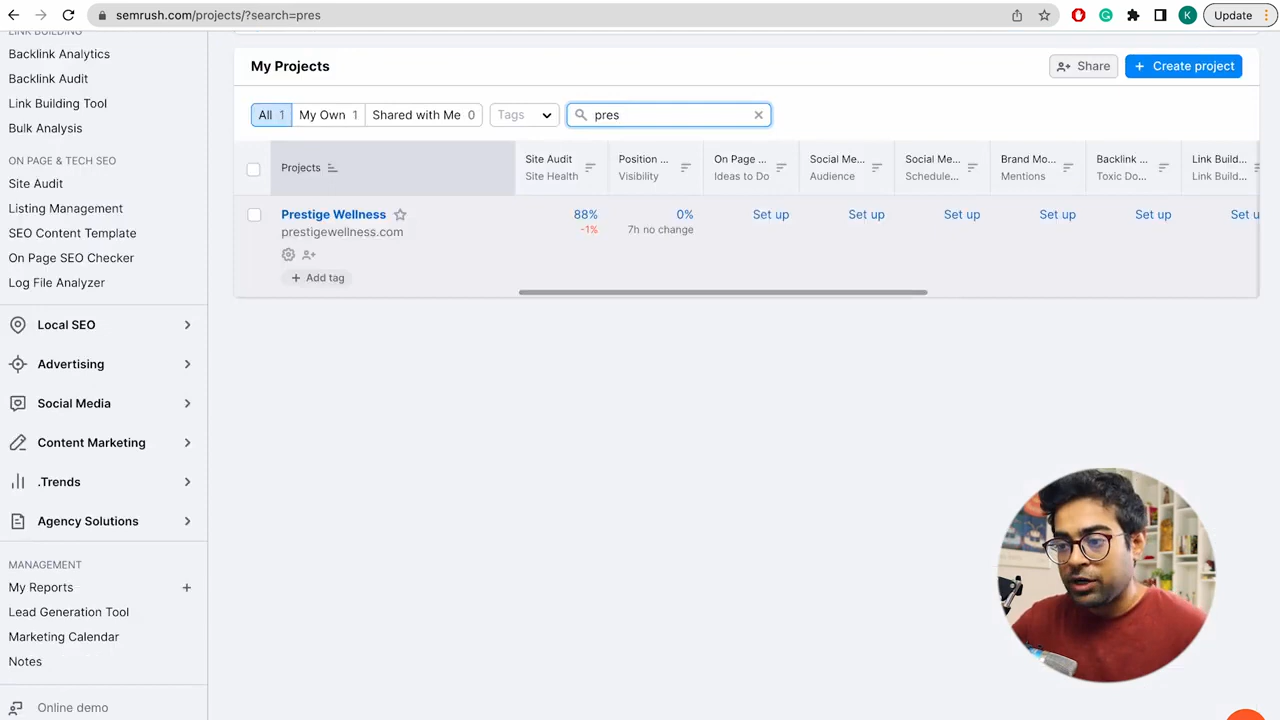 semrush.com/projects/?search=pres
K
Update
LINK BUILDING
Backlink Analytics
Backlink Audit
Link Building Tool
Bulk Analysis
ON PAGE & TECH SEO
Site Audit
Listing Management
SEO Content Template
On Page SEO Checker
Log File Analyzer
Local SEO
Advertising
Social Media
Content Marketing
.Trends
Agency Solutions
MANAGEMENT
My Reports +
Lead Generation Tool
Marketing Calendar
Notes
Online demo
My Projects
Share
+ Create project
All 1 My Own 1 Shared with Me 0 Tags pres
Projects
Site Audit
Site Health
Position ...
Visibility
On Page ...
Ideas to Do
Social Me...
Audience
Social Me...
Schedule...
Brand Mo...
Mentions
Backlink ...
Toxic Do...
Link Build...
Link Build...
Prestige Wellness
prestigewellness.com
+ Add tag
88%
-1%
0%
7h no change
Set up
Set up
Set up
Set up
Set up
Set u